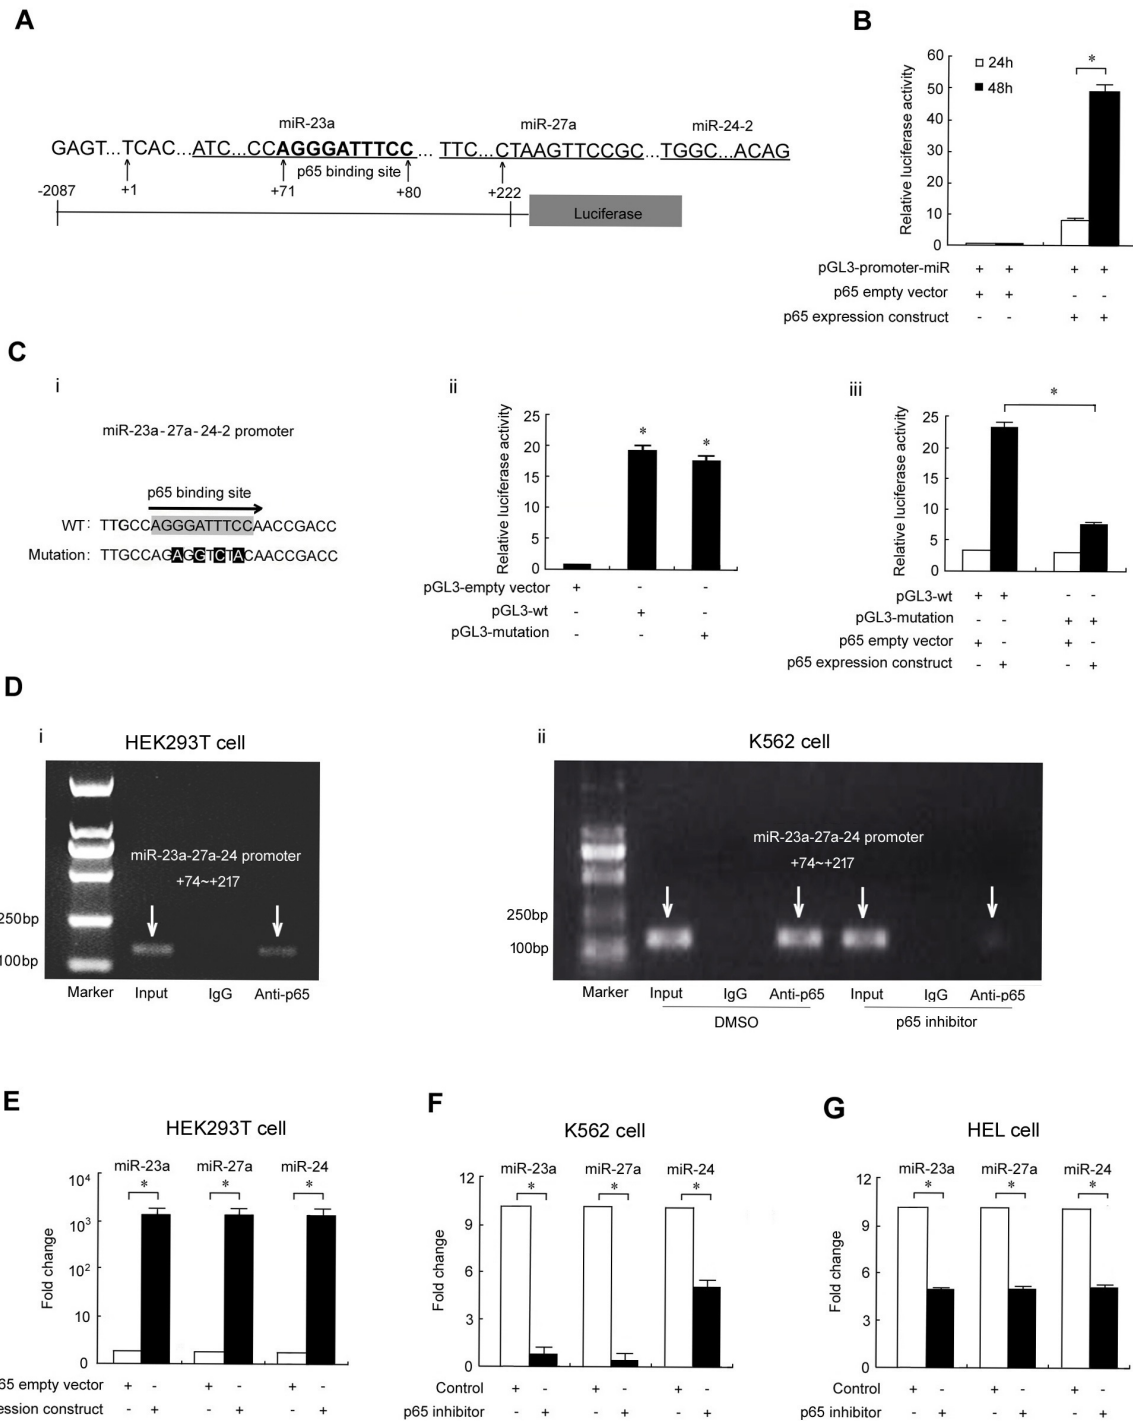 A
miR-23a miR-27a miR-24-2
GAGT...TCAC...ATC...CCAGGGATTTCC... TTC...CTAAGTTCCGC...TGGC...ACAG
p65 binding site
-2087 +1 +71 +80 +222
Luciferase
B
Relative luciferase activity
60
50
40
30
20
10
0
24h
48h
*
pGL3-promoter-miR + + + +
p65 empty vector + + - -
p65 expression construct - - + +
C
i
miR-23a-27a-24-2 promoter
p65 binding site
WT: TTGCCAGGGATTTCCAACCGACC
Mutation: TTGCCAGAGGTCTACAACCGACC
ii
Relative luciferase activity
25
20
15
10
5
0
* *
pGL3-empty vector + - -
pGL3-wt - + -
pGL3-mutation - - +
iii
Relative luciferase activity
25
20
15
10
5
0
*
pGL3-wt + + - -
pGL3-mutation - - + +
p65 empty vector + - + -
p65 expression construct - + - +
D
i
HEK293T cell
miR-23a-27a-24 promoter
+74~+217
250bp
100bp
Marker Input IgG Anti-p65
ii
K562 cell
miR-23a-27a-24 promoter
+74~+217
250bp
100bp
Marker Input IgG Anti-p65 Input IgG Anti-p65
DMSO p65 inhibitor
E
HEK293T cell
miR-23a miR-27a miR-24
* * *
Fold change
10⁴
10³
10²
10
0
65 empty vector + - + - + -
ession construct - + - + - +
F
K562 cell
miR-23a miR-27a miR-24
* * *
Fold change
12
9
6
3
0
Control + - + - + -
p65 inhibitor - + - + - +
G
HEL cell
miR-23a miR-27a miR-24
* * *
Fold change
12
9
6
3
0
Control + - + - + -
p65 inhibitor - + - + - +